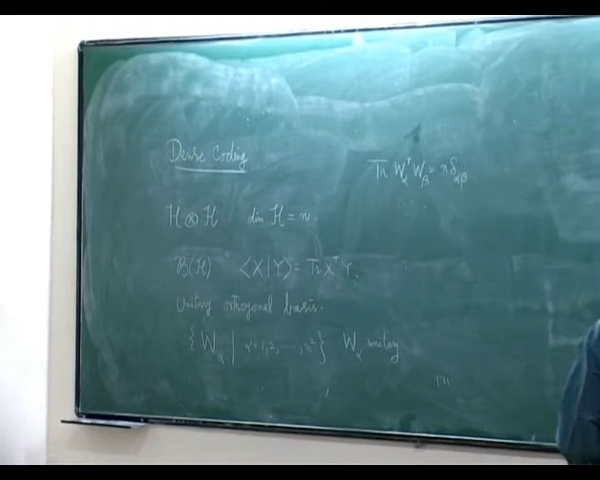 Dense Coding
Tr W_α† W_β = n δ_αβ
H ⊗ H dim H = n.
B(H) ⟨X|Y⟩ = Tr X† Y.
Unitary orthogonal basis.
{ W_α | α=1,2, ..., n² } W_α unitary